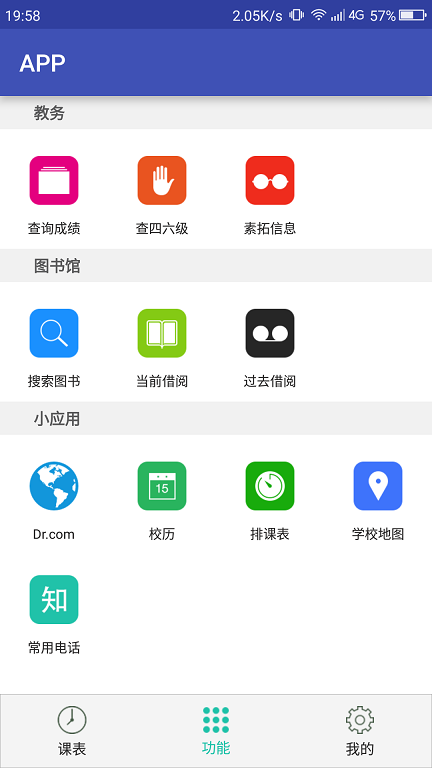 19:58 2.05K/s 4G 57%
APP
教务
查询成绩 查四六级 素拓信息
图书馆
搜索图书 当前借阅 过去借阅
小应用
15
Dr.com 校历 排课表 学校地图
知
常用电话
课表 功能 我的